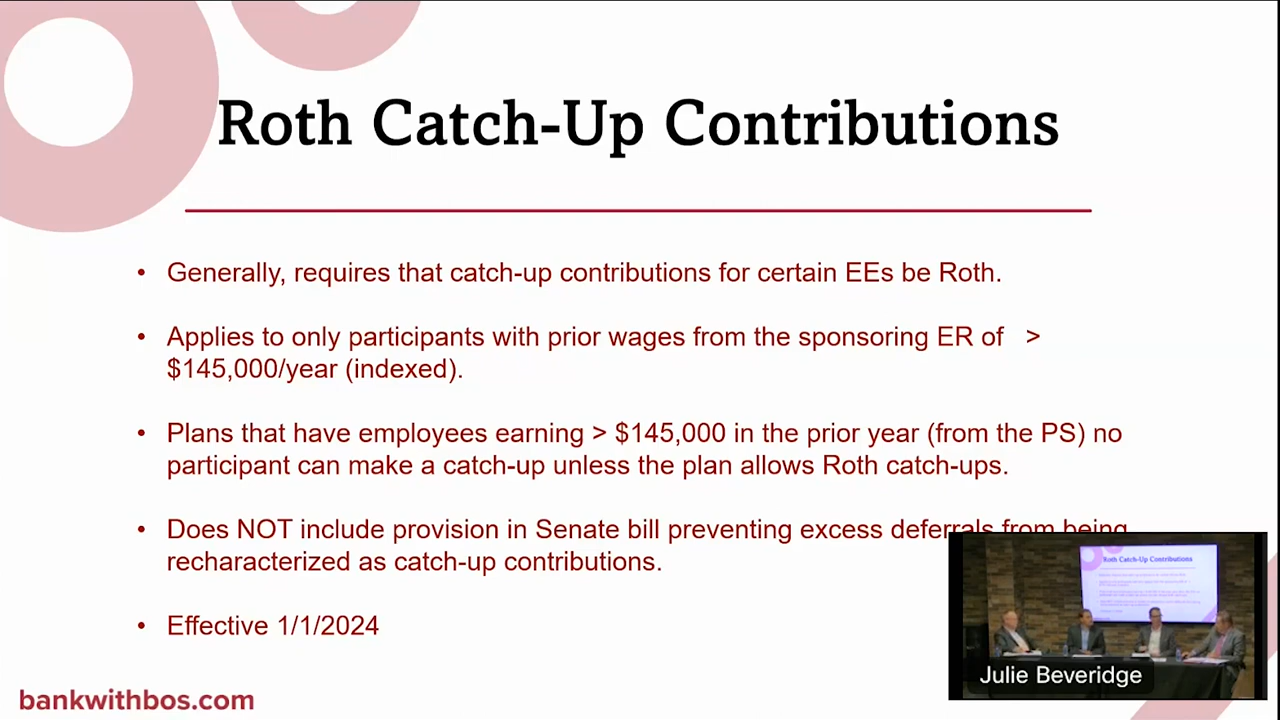 Roth Catch-Up Contributions
• Generally, requires that catch-up contributions for certain EEs be Roth.
• Applies to only participants with prior wages from the sponsoring ER of >
$145,000/year (indexed).
• Plans that have employees earning > $145,000 in the prior year (from the PS) no
participant can make a catch-up unless the plan allows Roth catch-ups.
• Does NOT include provision in Senate bill preventing excess deferrals from being
recharacterized as catch-up contributions.
• Effective 1/1/2024
bankwithbos.com
Roth Catch-Up Contributions
Julie Beveridge